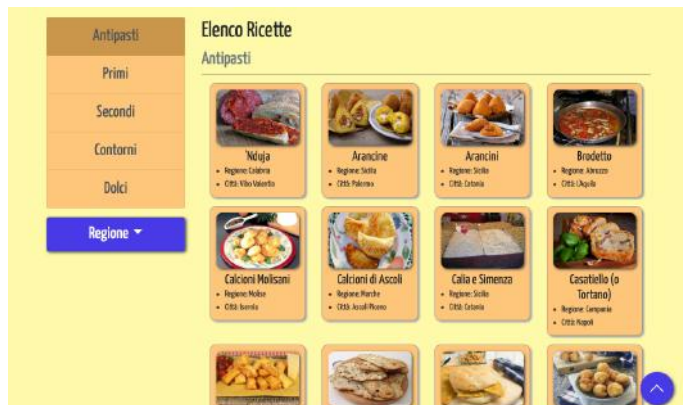 Antipasti
Primi
Secondi
Contorni
Dolci
Regione
Elenco Ricette
Antipasti
'Nduja
Regione: Calabria
Città: Vibo Valentia
Arancine
Regione: Sicilia
Città: Palermo
Arancini
Regione: Sicilia
Città: Catania
Brodetto
Regione: Abruzzo
Città: L'Aquila
Calcioni Molisani
Regione: Molise
Città: Isernia
Calcioni di Ascoli
Regione: Marche
Città: Ascoli Piceno
Calia e Simenza
Regione: Sicilia
Città: Catania
Casatiello (o
Tortano)
Regione: Campania
Città: Napoli